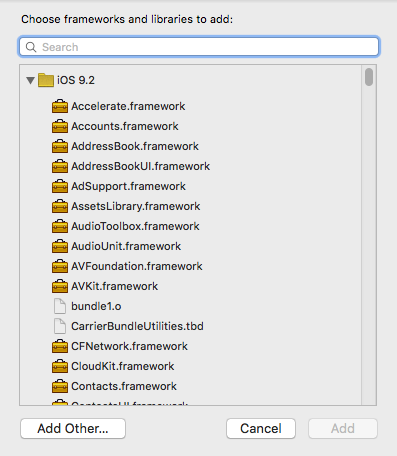 Choose frameworks and libraries to add:
Search
iOS 9.2
Accelerate.framework
Accounts.framework
AddressBook.framework
AddressBookUI.framework
AdSupport.framework
AssetsLibrary.framework
AudioToolbox.framework
AudioUnit.framework
AVFoundation.framework
AVKit.framework
bundle1.o
CarrierBundleUtilities.tbd
CFNetwork.framework
CloudKit.framework
Contacts.framework
ContactsUI.framework
Add Other... Cancel Add